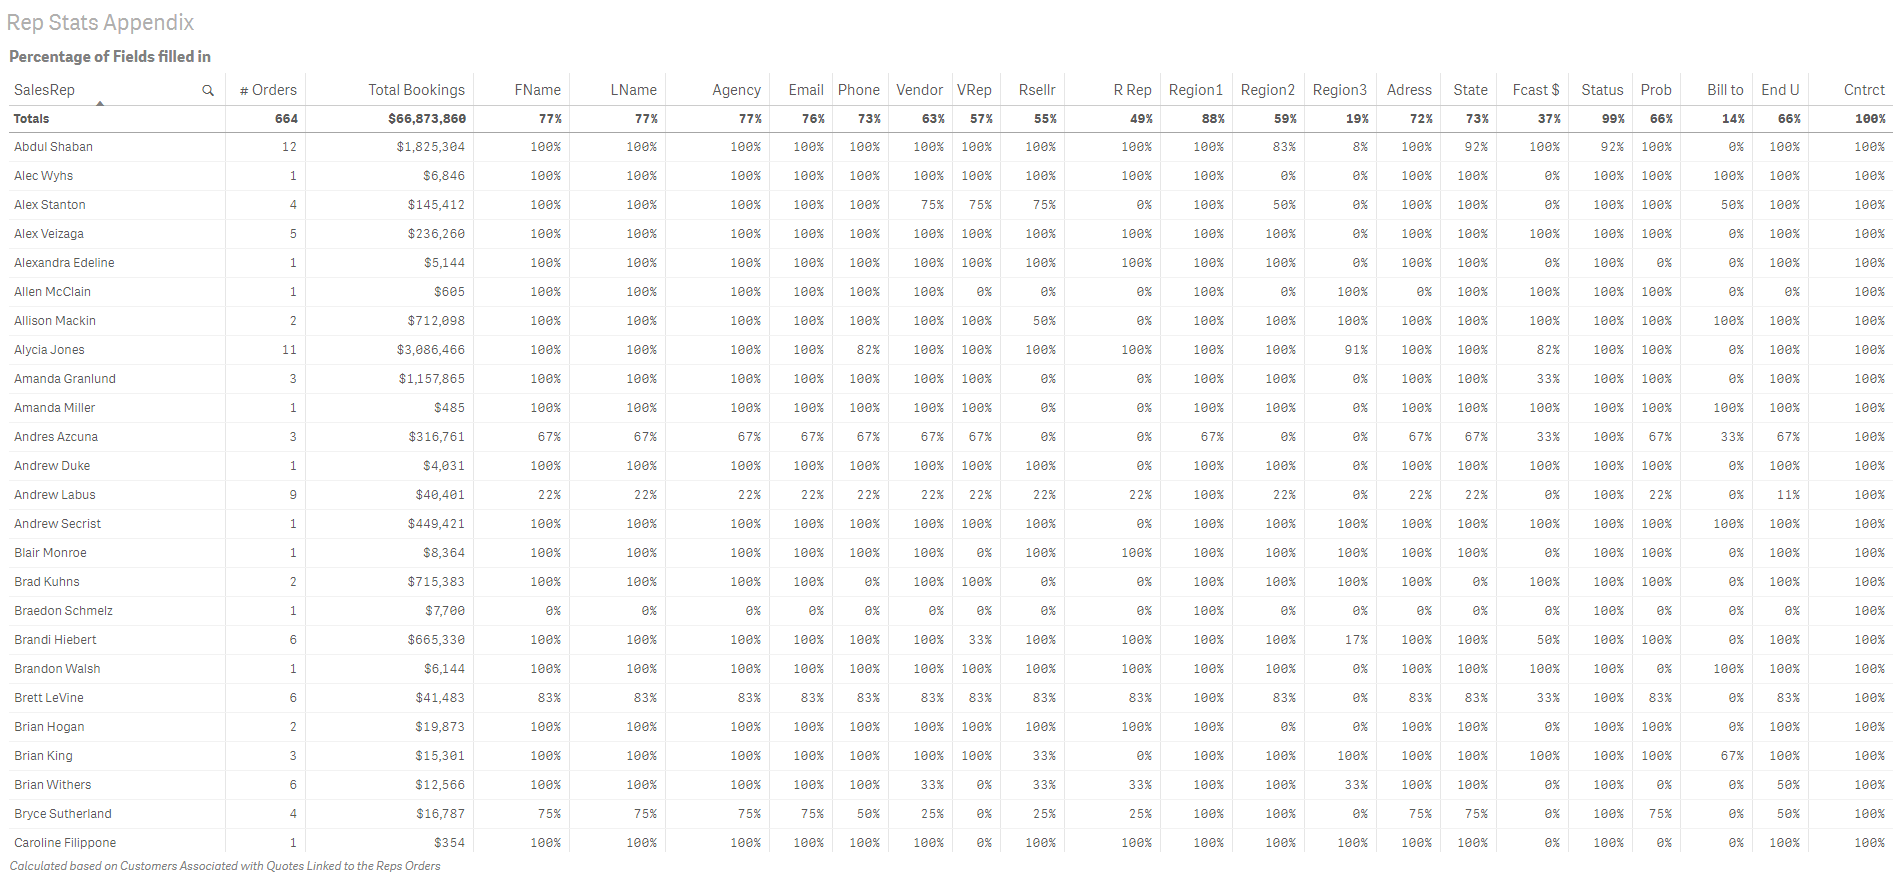 Rep Stats Appendix
Percentage of Fields filled in
SalesRep # Orders Total Bookings FName LName Agency Email Phone Vendor VRep Rsellr R Rep Region1 Region2 Region3 Adress State Fcast $ Status Prob Bill to End U Cntrct
Totals 664 $66,873,860 77% 77% 77% 76% 73% 63% 57% 55% 49% 88% 59% 19% 72% 73% 37% 99% 66% 14% 66% 100%
Abdul Shaban 12 $1,825,304 100% 100% 100% 100% 100% 100% 100% 100% 100% 100% 83% 8% 100% 92% 100% 92% 100% 0% 100% 100%
Alec Wyhs 1 $6,846 100% 100% 100% 100% 100% 100% 100% 100% 100% 100% 0% 0% 100% 100% 0% 100% 100% 100% 100% 100%
Alex Stanton 4 $145,412 100% 100% 100% 100% 100% 75% 75% 75% 0% 100% 50% 0% 100% 100% 0% 100% 100% 50% 100% 100%
Alex Veizaga 5 $236,260 100% 100% 100% 100% 100% 100% 100% 100% 100% 100% 100% 0% 100% 100% 100% 100% 100% 0% 100% 100%
Alexandra Edeline 1 $5,144 100% 100% 100% 100% 100% 100% 100% 100% 100% 100% 100% 0% 100% 100% 0% 100% 0% 0% 100% 100%
Allen McClain 1 $605 100% 100% 100% 100% 100% 100% 0% 0% 0% 100% 0% 100% 0% 100% 100% 100% 100% 0% 0% 100%
Allison Mackin 2 $712,098 100% 100% 100% 100% 100% 100% 100% 50% 0% 100% 100% 100% 100% 100% 100% 100% 100% 100% 100% 100%
Alycia Jones 11 $3,086,466 100% 100% 100% 100% 82% 100% 100% 100% 100% 100% 100% 91% 100% 100% 82% 100% 100% 0% 100% 100%
Amanda Granlund 3 $1,157,865 100% 100% 100% 100% 100% 100% 100% 0% 0% 100% 100% 0% 100% 100% 33% 100% 100% 0% 100% 100%
Amanda Miller 1 $485 100% 100% 100% 100% 100% 100% 100% 0% 0% 100% 100% 0% 100% 100% 100% 100% 100% 100% 100% 100%
Andres Azcuna 3 $316,761 67% 67% 67% 67% 67% 67% 67% 0% 0% 67% 0% 0% 67% 67% 33% 100% 67% 33% 67% 100%
Andrew Duke 1 $4,031 100% 100% 100% 100% 100% 100% 100% 100% 0% 100% 100% 0% 100% 100% 100% 100% 100% 0% 100% 100%
Andrew Labus 9 $40,401 22% 22% 22% 22% 22% 22% 22% 22% 22% 100% 22% 0% 22% 22% 0% 100% 22% 0% 11% 100%
Andrew Secrist 1 $449,421 100% 100% 100% 100% 100% 100% 100% 100% 0% 100% 100% 100% 100% 100% 100% 100% 100% 100% 100% 100%
Blair Monroe 1 $8,364 100% 100% 100% 100% 100% 100% 0% 100% 100% 100% 100% 100% 100% 100% 0% 100% 100% 0% 100% 100%
Brad Kuhns 2 $715,383 100% 100% 100% 100% 0% 100% 100% 0% 0% 100% 100% 100% 100% 0% 100% 100% 100% 0% 100% 100%
Braedon Schmelz 1 $7,700 0% 0% 0% 0% 0% 0% 0% 0% 0% 100% 0% 0% 0% 0% 0% 100% 0% 0% 0% 100%
Brandi Hiebert 6 $665,330 100% 100% 100% 100% 100% 100% 33% 100% 100% 100% 100% 17% 100% 100% 50% 100% 100% 0% 100% 100%
Brandon Walsh 1 $6,144 100% 100% 100% 100% 100% 100% 100% 100% 100% 100% 100% 0% 100% 100% 100% 100% 0% 100% 100% 100%
Brett LeVine 6 $41,483 83% 83% 83% 83% 83% 83% 83% 83% 83% 100% 83% 0% 83% 83% 33% 100% 83% 0% 83% 100%
Brian Hogan 2 $19,873 100% 100% 100% 100% 100% 100% 100% 100% 100% 100% 0% 0% 100% 100% 0% 100% 100% 0% 100% 100%
Brian King 3 $15,301 100% 100% 100% 100% 100% 100% 100% 33% 0% 100% 100% 100% 100% 100% 100% 100% 100% 67% 100% 100%
Brian Withers 6 $12,566 100% 100% 100% 100% 100% 33% 0% 33% 33% 100% 100% 33% 100% 100% 0% 100% 0% 0% 50% 100%
Bryce Sutherland 4 $16,787 75% 75% 75% 75% 50% 25% 0% 25% 25% 100% 100% 0% 75% 75% 0% 100% 75% 0% 50% 100%
Caroline Filippone 1 $354 100% 100% 100% 100% 100% 100% 0% 100% 100% 100% 100% 100% 100% 100% 0% 100% 0% 0% 100% 100%
Calculated based on Customers Associated with Quotes Linked to the Reps Orders